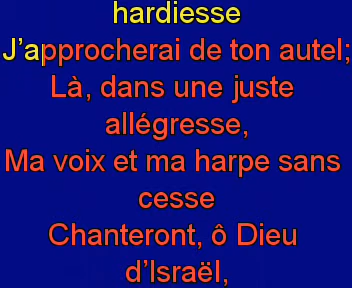 hardiesse
J’approcherai de ton autel;
Là, dans une juste
allégresse,
Ma voix et ma harpe sans
cesse
Chanteront, ô Dieu
d’Israël,